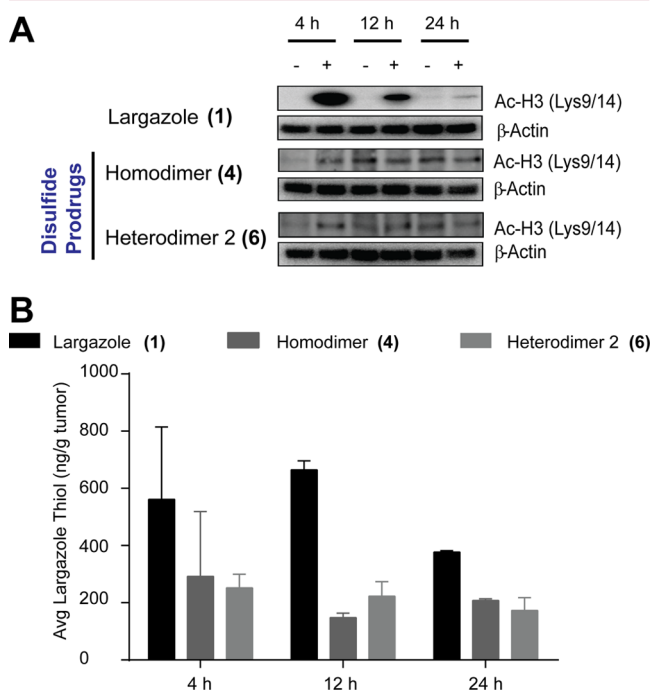 A
4 h 12 h 24 h
- + - + - +
Largazole (1)
Ac-H3 (Lys9/14)
β-Actin
Disulfide
Prodrugs
Homodimer (4)
Ac-H3 (Lys9/14)
β-Actin
Heterodimer 2 (6)
Ac-H3 (Lys9/14)
β-Actin
B
Largazole (1) Homodimer (4) Heterodimer 2 (6)
Avg Largazole Thiol (ng/g tumor)
1000
800
600
400
200
0
4 h 12 h 24 h